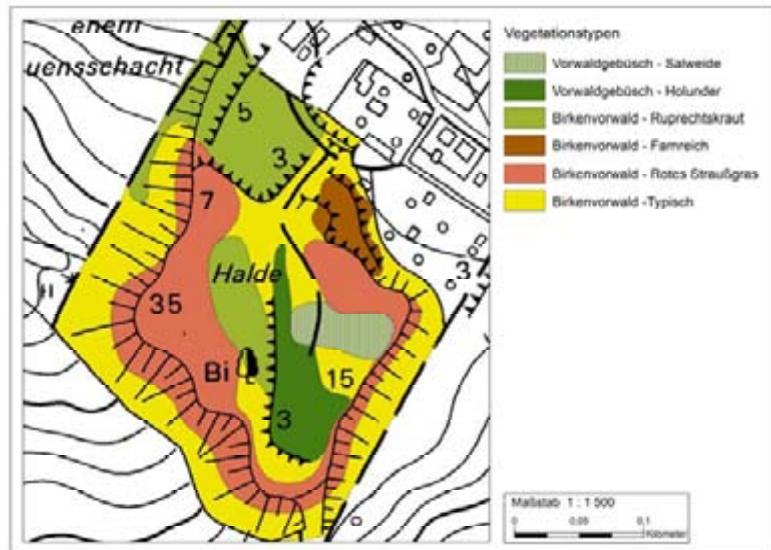 enem
uensschacht
5
3
7
Halde
35
Bi
15
3
3
Vegetationstypen
Vorwaldgebüsch - Salweide
Vorwaldgebüsch - Holunder
Birkenvorwald - Ruprechtskraut
Birkenvorwald - Farnreich
Birkenvorwald - Rotes Straußgras
Birkenvorwald -Typisch
Maßstab 1 : 1 500
0 0,05 0,1
Kilometer